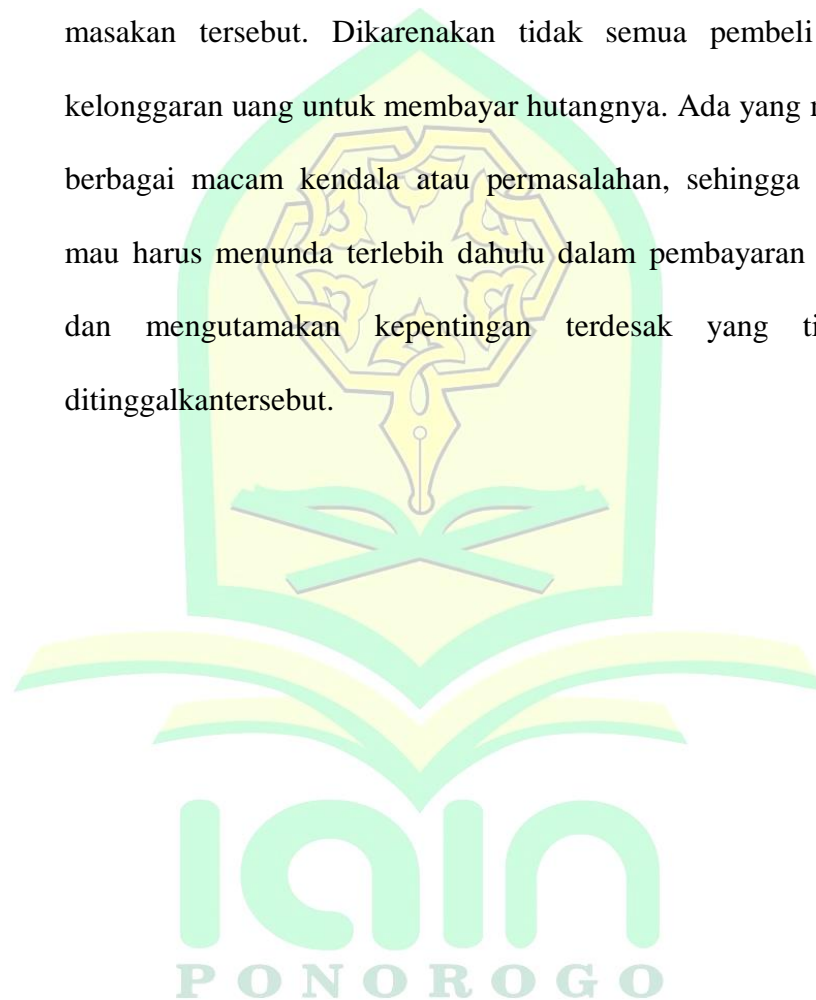 masakan tersebut. Dikarenakan tidak semua pembeli
kelonggaran uang untuk membayar hutangnya. Ada yang
berbagai macam kendala atau permasalahan, sehingga
mau harus menunda terlebih dahulu dalam pembayaran
dan mengutamakan kepentingan terdesak yang
ditinggalkantersebut.
iain
PONOROGO